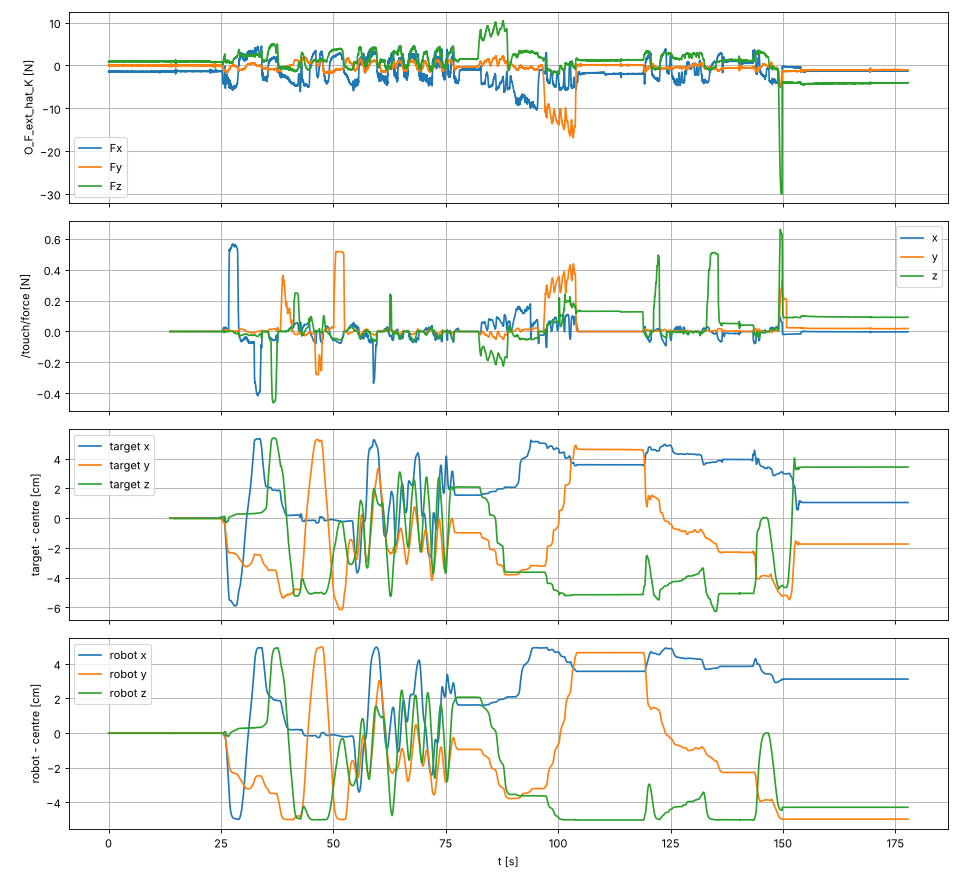 O_F_ext_hat_K [N]
10
0
−10
−20
−30
Fx
Fy
Fz
/touch/force [N]
0.6
0.4
0.2
0.0
−0.2
−0.4
x
y
z
target - centre [cm]
4
2
0
−2
−4
−6
target x
target y
target z
robot - centre [cm]
4
2
0
−2
−4
robot x
robot y
robot z
0 25 50 75 100 125 150 175
t [s]